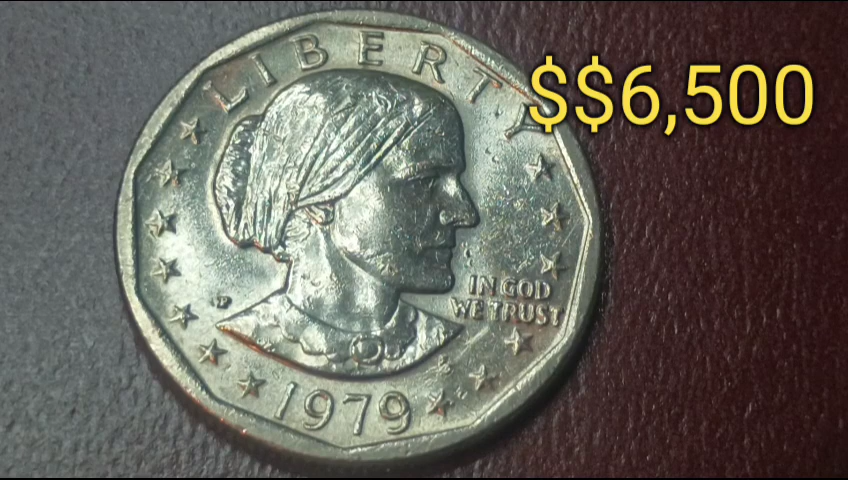 LIBERTY
$$6,500
IN GOD
WE TRUST
P
1979